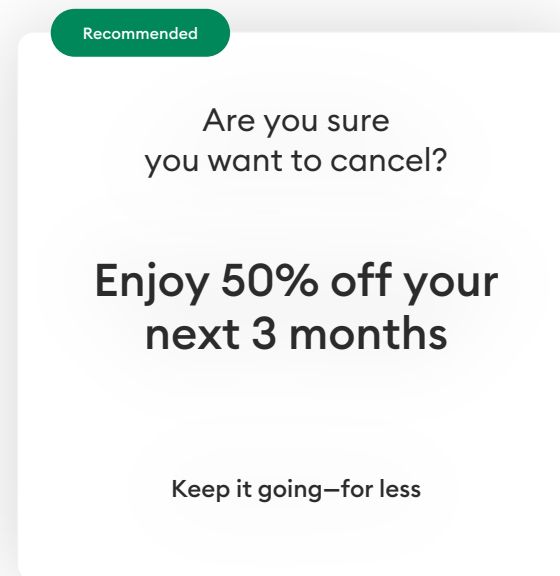 Recommended
Are you sure
you want to cancel?
Enjoy 50% off your
next 3 months
Keep it going—for less